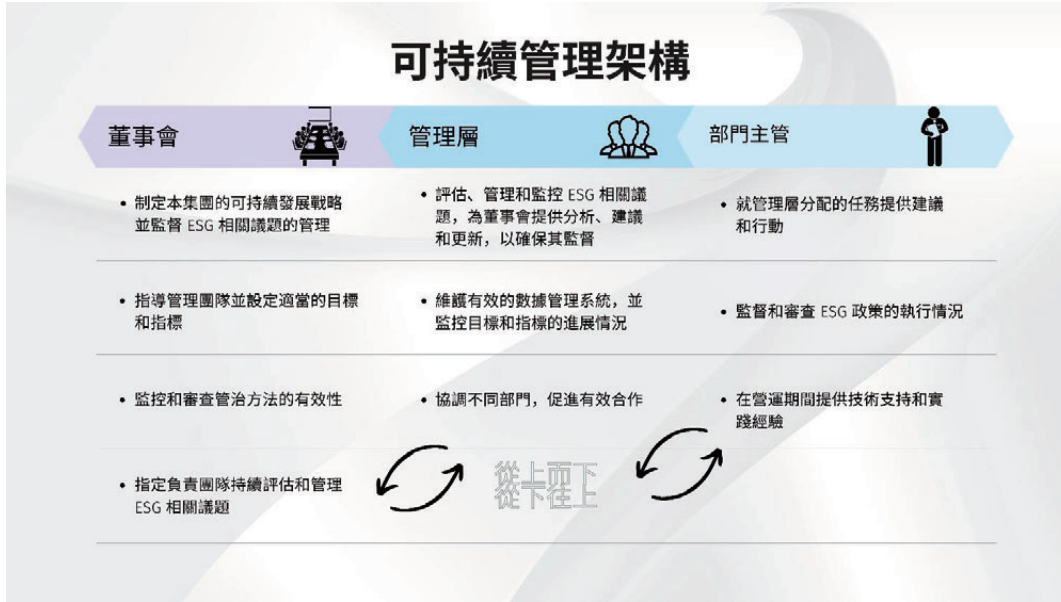 可持續管理架構
董事會
管理層
部門主管
• 制定本集團的可持續發展戰略
並監督 ESG 相關議題的管理
• 評估、管理和監控 ESG 相關議
題，為董事會提供分析、建議
和更新，以確保其監督
• 就管理層分配的任務提供建議
和行動
• 指導管理團隊並設定適當的目標
和指標
• 維護有效的數據管理系統，並
監控目標和指標的進展情況
• 監督和審查 ESG 政策的執行情況
• 監控和審查管治方法的有效性
• 協調不同部門，促進有效合作
• 在營運期間提供技術支持和實
踐經驗
• 指定負責團隊持續評估和管理
ESG 相關議題
從上而下
從下往上